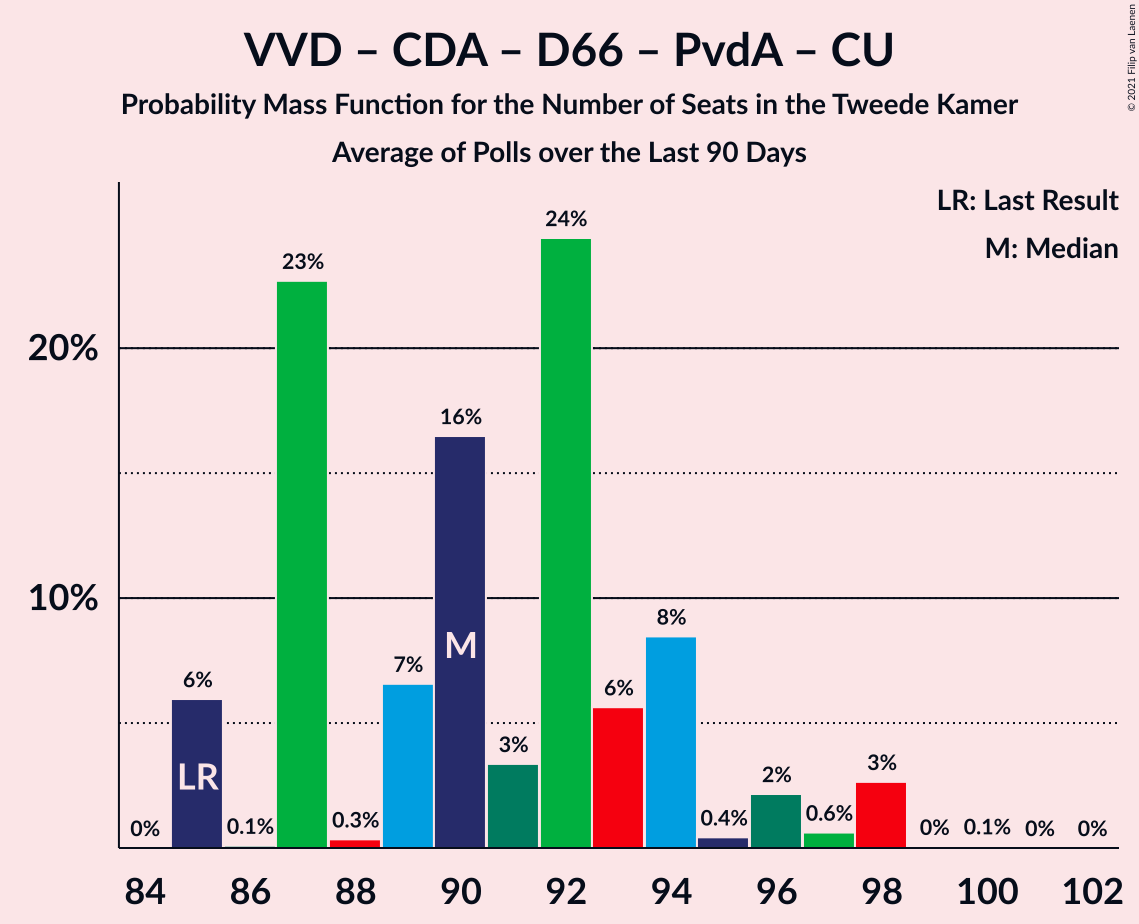 VVD – CDA – D66 – PvdA – CU
Probability Mass Function for the Number of Seats in the Tweede Kamer
Average of Polls over the Last 90 Days
© 2021 Filip van Laenen
LR: Last Result
M: Median
20%
10%
0%
6%
0.1%
23%
0.3%
7%
16%
3%
24%
6%
8%
0.4%
2%
0.6%
3%
0%
0.1%
0%
0%
LR
M
84 86 88 90 92 94 96 98 100 102